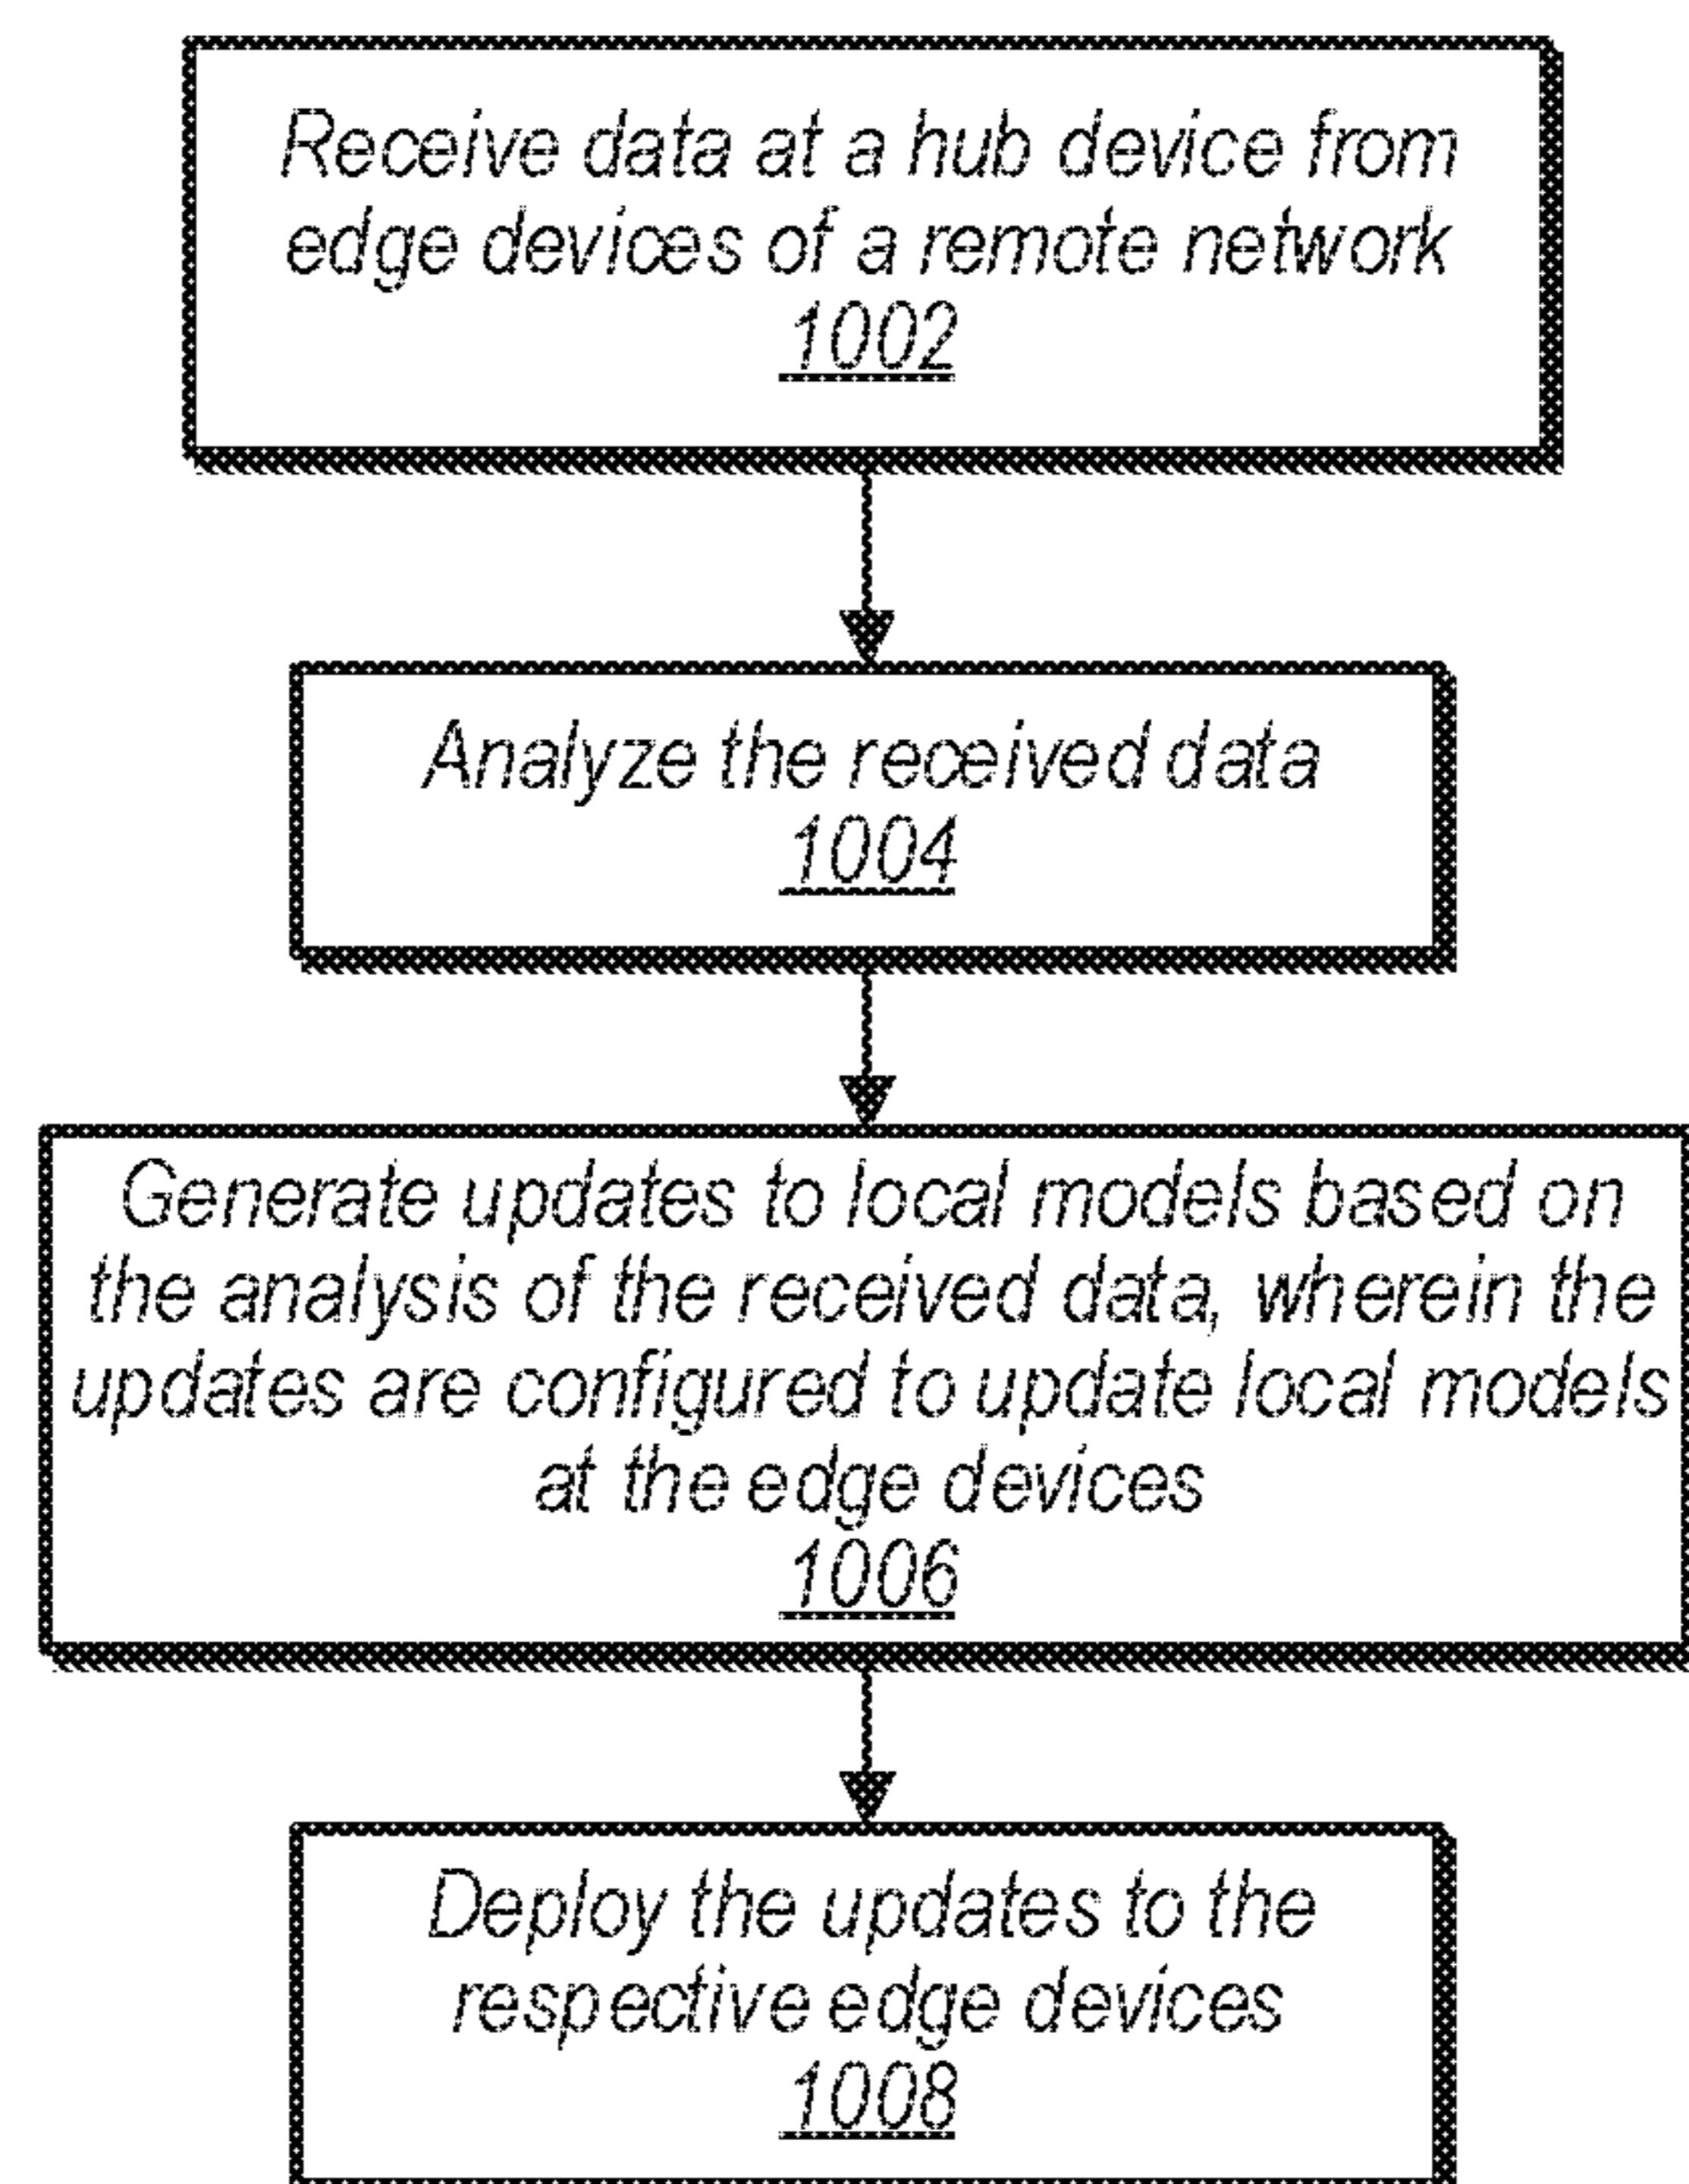 Receive data at a hub device from
edge devices of a remote network
1002
Analyze the received data
1004
Generate updates to local models based on
the analysis of the received data, wherein the
updates are configured to update local models
at the edge devices
1006
Deploy the updates to the
respective edge devices
1008